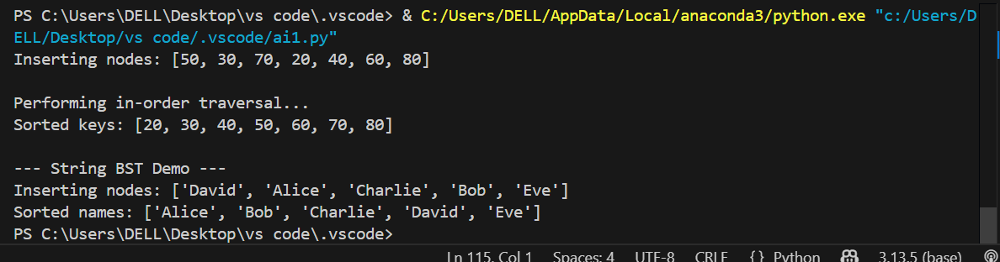 PS C:\Users\DELL\Desktop\vs code\.vscode> & C:/Users/DELL/AppData/Local/anaconda3/python.exe "c:/Users/D
ELL/Desktop/vs code/.vscode/ai1.py"
Inserting nodes: [50, 30, 70, 20, 40, 60, 80]
Performing in-order traversal...
Sorted keys: [20, 30, 40, 50, 60, 70, 80]
--- String BST Demo ---
Inserting nodes: ['David', 'Alice', 'Charlie', 'Bob', 'Eve']
Sorted names: ['Alice', 'Bob', 'Charlie', 'David', 'Eve']
PS C:\Users\DELL\Desktop\vs code\.vscode>
Ln 115, Col 1 Spaces: 4 UTF-8 CRLF {} Python 3.13.5 (base)